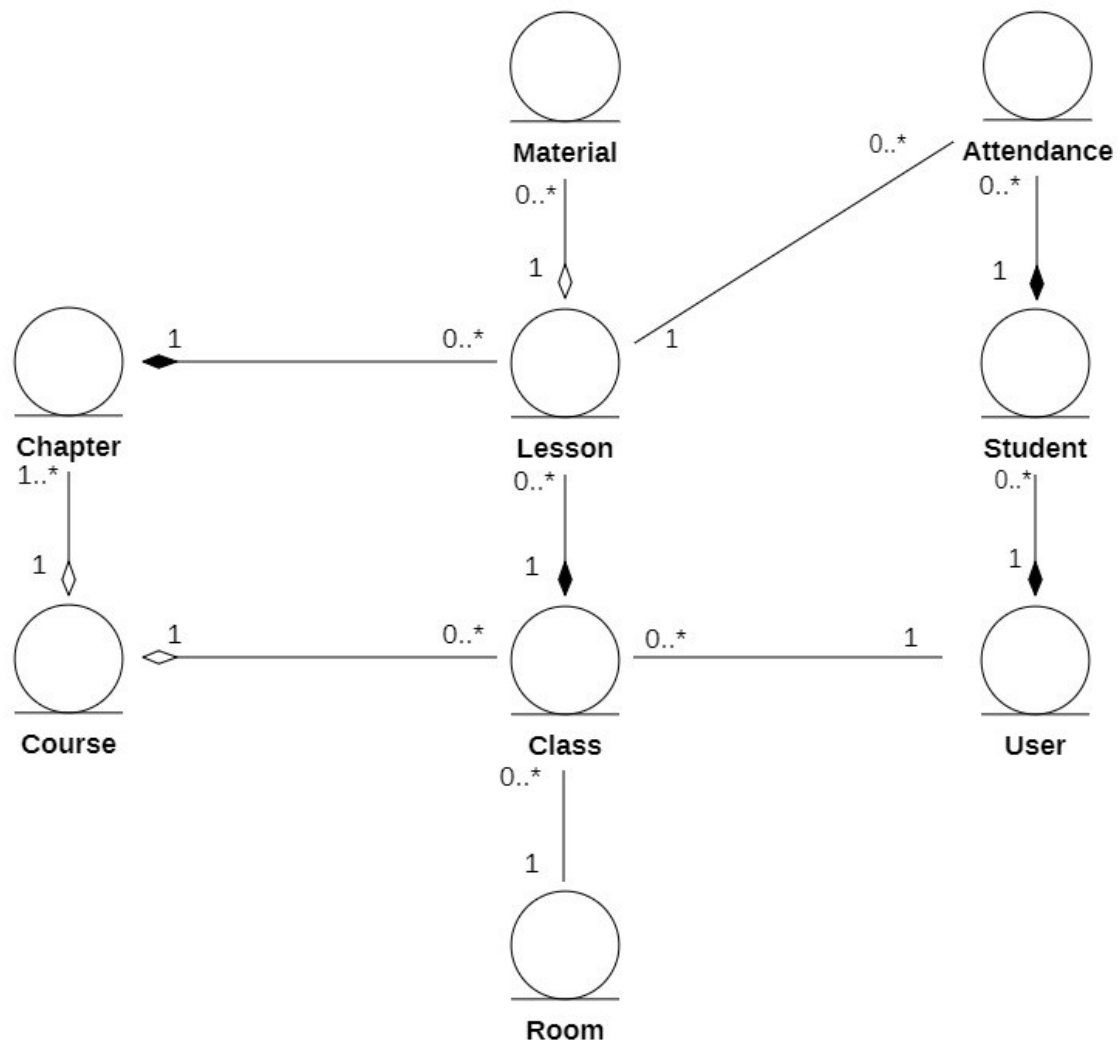 Material
Attendance
0..*
0..*
0..*
1
1
1
1
0..*
Chapter
Lesson
Student
1..*
0..*
0..*
1
1
1
1
0..*
0..*
1
Course
Class
User
0..*
1
Room